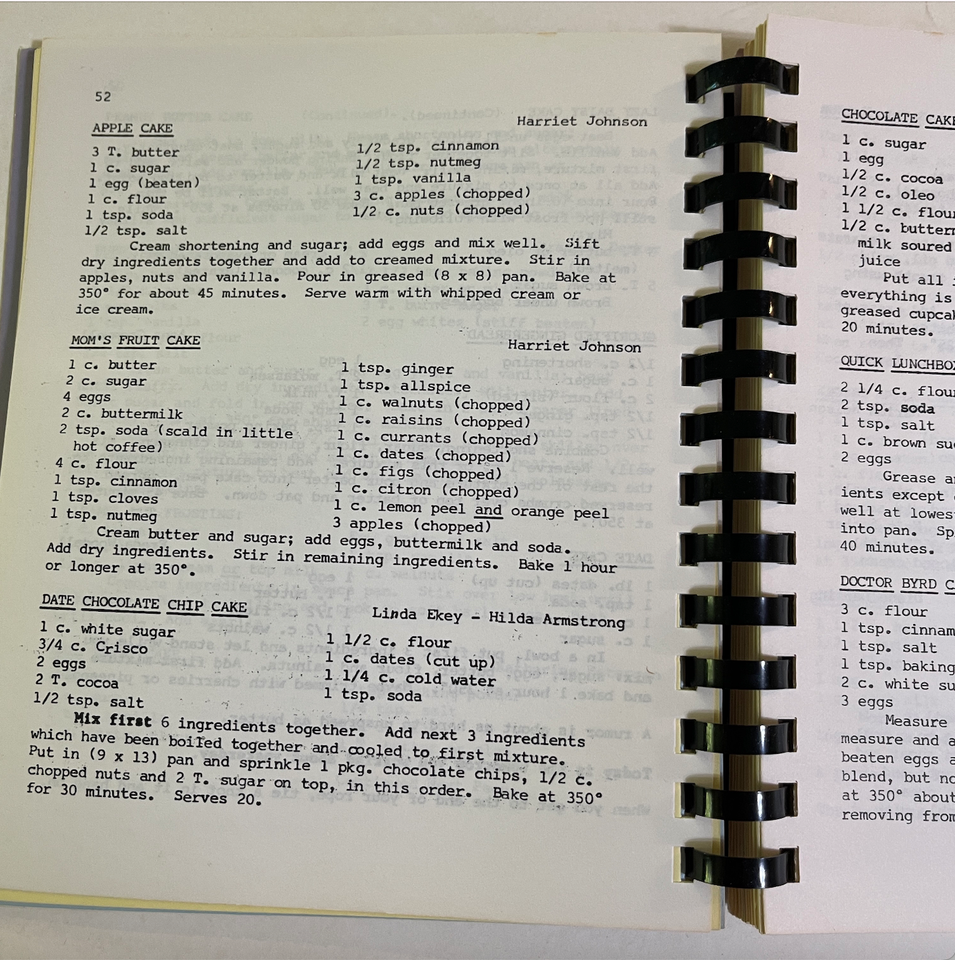 52
APPLE CAKE
Harriet Johnson
3 T. butter
1 c. sugar
1 egg (beaten)
1 c. flour
1 tsp. soda
1/2 tsp. salt
1/2 tsp. cinnamon
1/2 tsp. nutmeg
1 tsp. vanilla
3 c. apples (chopped)
1/2 c. nuts (chopped)
Cream shortening and sugar; add eggs and mix well. Sift
dry ingredients together and add to creamed mixture. Stir in
apples, nuts and vanilla. Pour in greased (8 x 8) pan. Bake at
350° for about 45 minutes. Serve warm with whipped cream or
ice cream.
MOM'S FRUIT CAKE
Harriet Johnson
1 c. butter
2 c. sugar
4 eggs
2 c. buttermilk
2 tsp. soda (scald in little
hot coffee)
4 c. flour
1 tsp. cinnamon
1 tsp. cloves
1 tsp. nutmeg
1 tsp. ginger
1 tsp. allspice
1 c. walnuts (chopped)
1 c. raisins (chopped)
1 c. currants (chopped)
1 c. dates (chopped)
1 c. figs (chopped)
1 c. citron (chopped)
1 c. lemon peel and orange peel
3 apples (chopped)
Cream butter and sugar; add eggs, buttermilk and soda.
Add dry ingredients. Stir in remaining ingredients. Bake 1 hour
or longer at 350°.
DATE CHOCOLATE CHIP CAKE
Linda Ekey - Hilda Armstrong
1 c. white sugar
3/4 c. Crisco
2 eggs
2 T. cocoa
1/2 tsp. salt
1 1/2 c. flour
1 c. dates (cut up)
1 1/4 c. cold water
1 tsp. soda
Mix first 6 ingredients together. Add next 3 ingredients
which have been boiled together and cooled to first mixture.
Put in (9 x 13) pan and sprinkle 1 pkg. chocolate chips, 1/2 c.
chopped nuts and 2 T. sugar on top, in this order. Bake at 350°
for 30 minutes. Serves 20.
CHOCOLATE CAKE
1 c. sugar
1 egg
1/2 c. cocoa
1/2 c. oleo
1 1/2 c. flou
1/2 c. butter
milk soured
juice
Put all
everything is
greased cupca
20 minutes.
QUICK LUNCHBO
2 1/4 c. flou
2 tsp. soda
1 tsp. salt
1 c. brown su
2 eggs
Grease a
ients except
well at lowes
into pan. Sp
40 minutes.
DOCTOR BYRD C
3 c. flour
1 tsp. cinnam
1 tsp. salt
1 tsp. baking
2 c. white su
3 eggs
Measure
measure and a
beaten eggs a
blend, but no
at 350° about
removing from